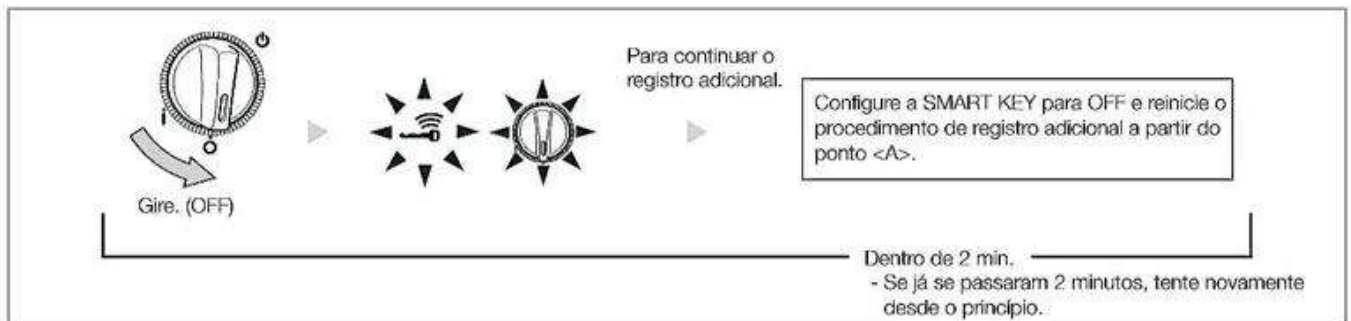 Gire. (OFF)
Para continuar o
registro adicional.
Configure a SMART KEY para OFF e reinicie o
procedimento de registro adicional a partir do
ponto <A>.
Dentro de 2 min.
- Se já se passaram 2 minutos, tente novamente
desde o princípio.